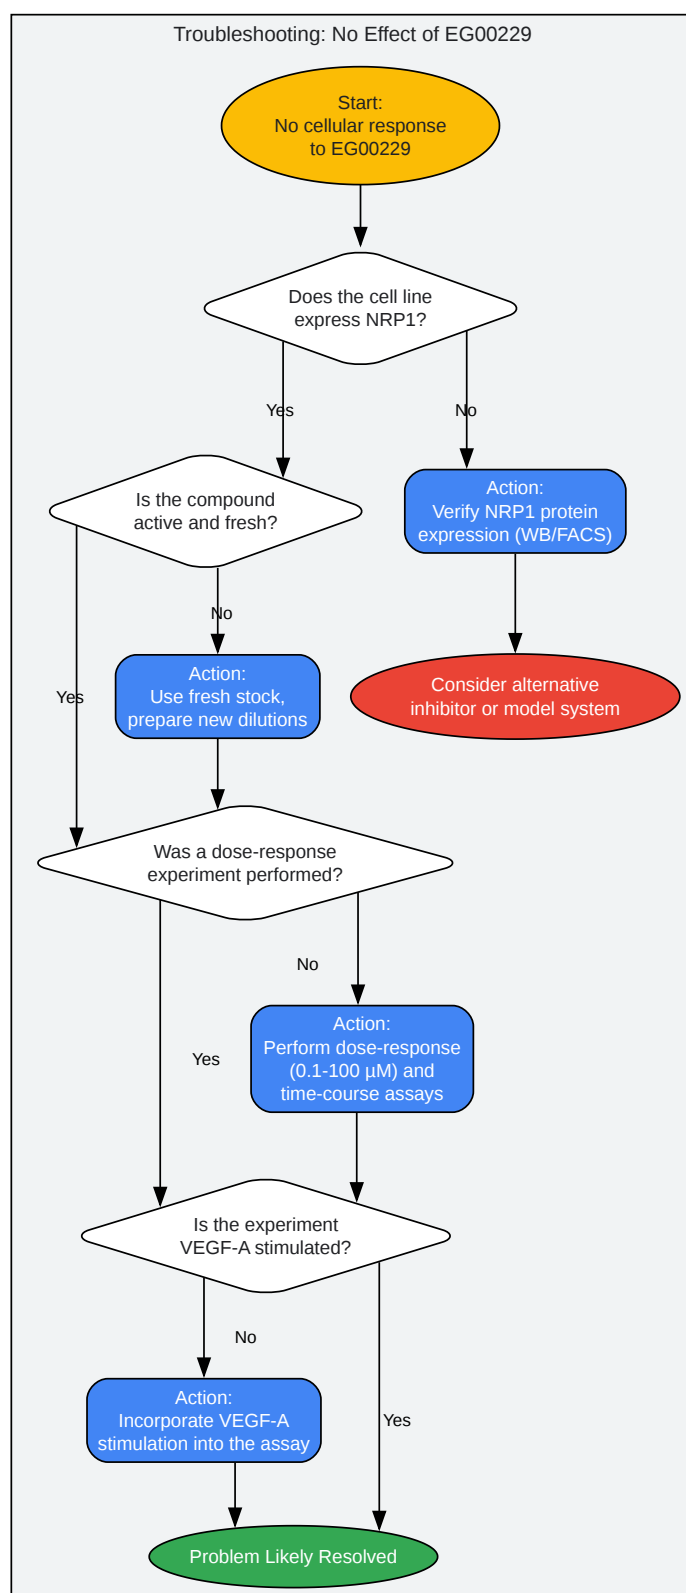 Troubleshooting: No Effect of EG00229
Start:
No cellular response
to EG00229
Does the cell line
express NRP1?
Yes
No
Is the compound
active and fresh?
Action:
Verify NRP1 protein
expression (WB/FACS)
No
Yes
Action:
Use fresh stock,
prepare new dilutions
Consider alternative
inhibitor or model system
Was a dose-response
experiment performed?
No
Yes
Action:
Perform dose-response
(0.1-100 µM) and
time-course assays
Is the experiment
VEGF-A stimulated?
No
Yes
Action:
Incorporate VEGF-A
stimulation into the assay
Problem Likely Resolved